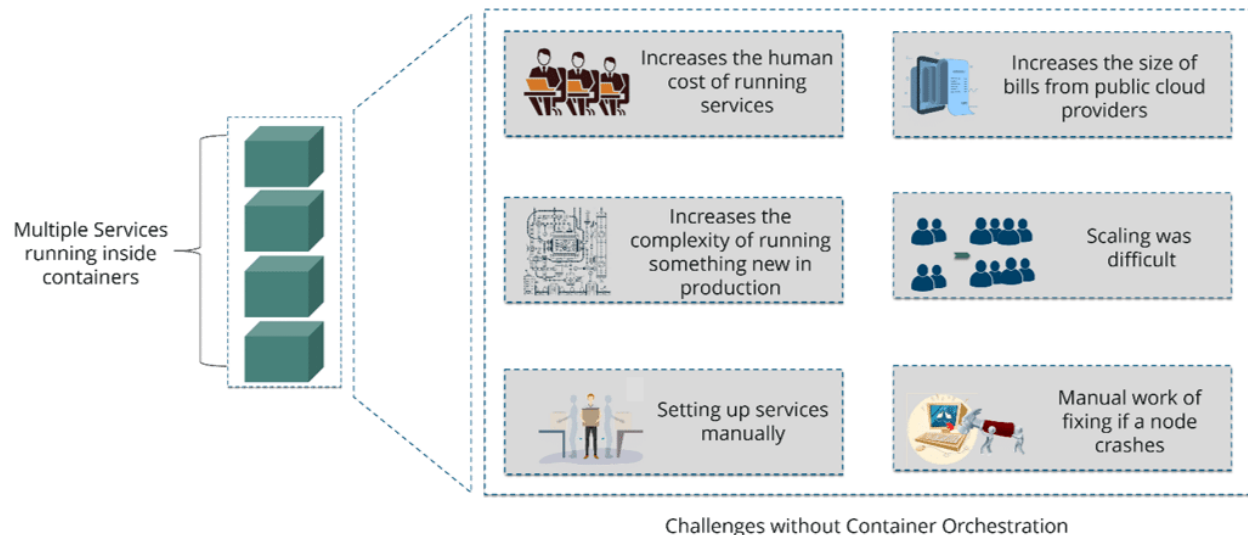 Multiple Services
running inside
containers
Increases the human
cost of running
services
Increases the size of
bills from public cloud
providers
Increases the
complexity of running
something new in
production
Scaling was
difficult
Setting up services
manually
Manual work of
fixing if a node
crashes
Challenges without Container Orchestration